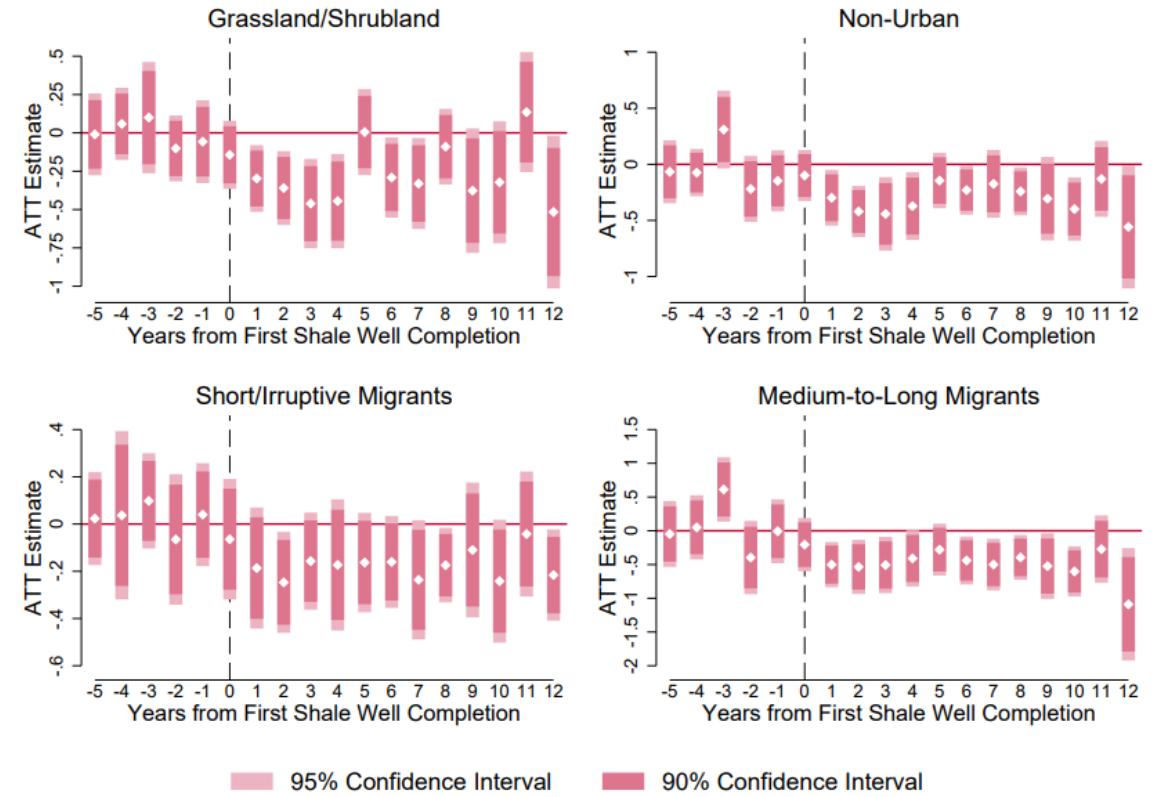 Grassland/Shrubland
ATT Estimate
.5
.25
0
-.25
-.5
-.75
-1
-5 -4 -3 -2 -1 0 1 2 3 4 5 6 7 8 9 10 11 12
Years from First Shale Well Completion
Non-Urban
ATT Estimate
1
.5
0
-.5
-1
-5 -4 -3 -2 -1 0 1 2 3 4 5 6 7 8 9 10 11 12
Years from First Shale Well Completion
Short/Irruptive Migrants
ATT Estimate
.4
.2
0
-.2
-.4
-.6
-5 -4 -3 -2 -1 0 1 2 3 4 5 6 7 8 9 10 11 12
Years from First Shale Well Completion
Medium-to-Long Migrants
ATT Estimate
1.5
1
.5
0
-.5
-1
-1.5
-2
-5 -4 -3 -2 -1 0 1 2 3 4 5 6 7 8 9 10 11 12
Years from First Shale Well Completion
95% Confidence Interval
90% Confidence Interval